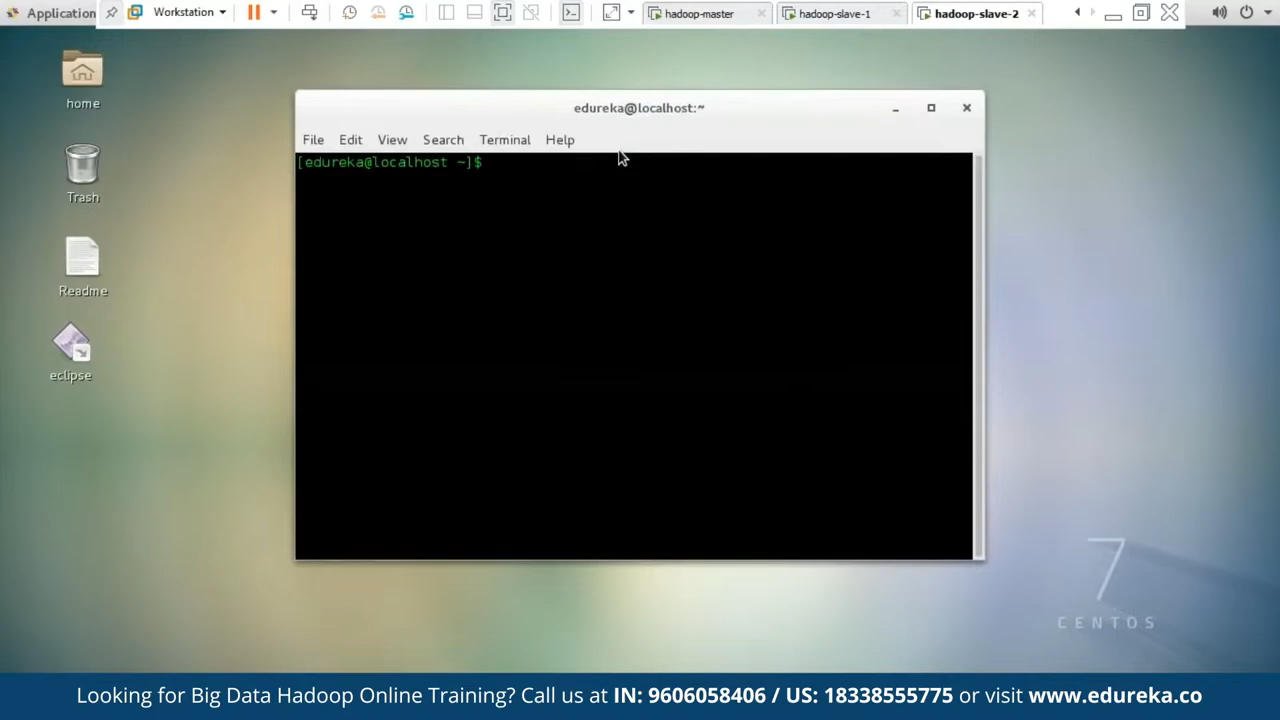 Application
Workstation
hadoop-master
hadoop-slave-1
hadoop-slave-2
home
Trash
Readme
eclipse
edureka@localhost:~
File Edit View Search Terminal Help
[edureka@localhost ~]$
7
CENTOS
Looking for Big Data Hadoop Online Training? Call us at IN: 9606058406 / US: 18338555775 or visit www.edureka.co